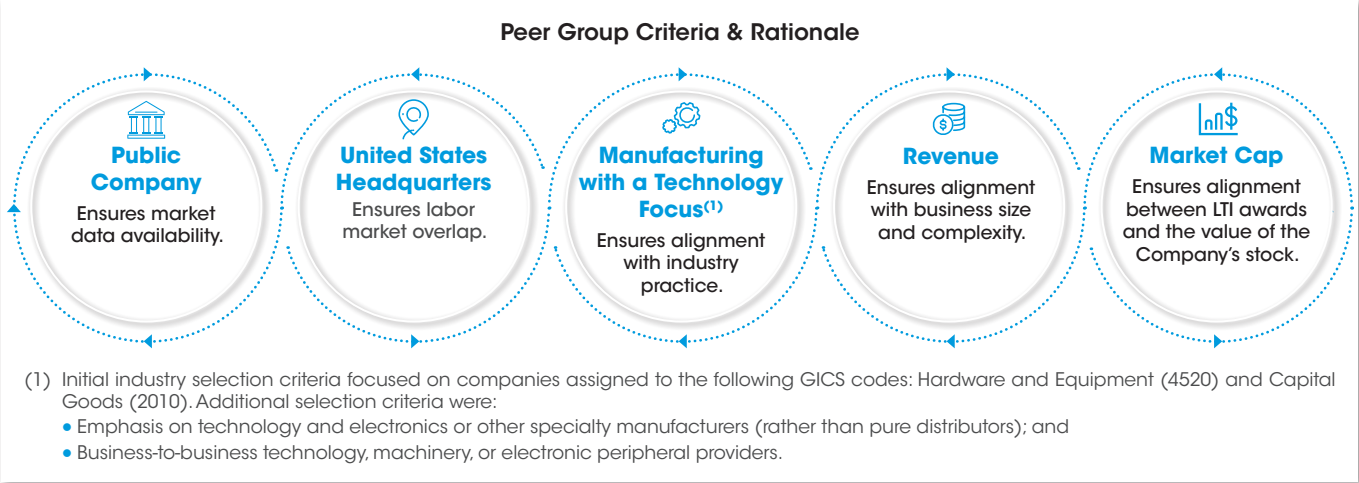 Peer Group Criteria & Rationale
Public
Company
Ensures market
data availability.
United States
Headquarters
Ensures labor
market overlap.
Manufacturing
with a Technology
Focus(1)
Ensures alignment
with industry
practice.
Revenue
Ensures alignment
with business size
and complexity.
Market Cap
Ensures alignment
between LTI awards
and the value of the
Company's stock.
(1) Initial industry selection criteria focused on companies assigned to the following GICS codes: Hardware and Equipment (4520) and Capital
Goods (2010). Additional selection criteria were:
• Emphasis on technology and electronics or other specialty manufacturers (rather than pure distributors); and
• Business-to-business technology, machinery, or electronic peripheral providers.